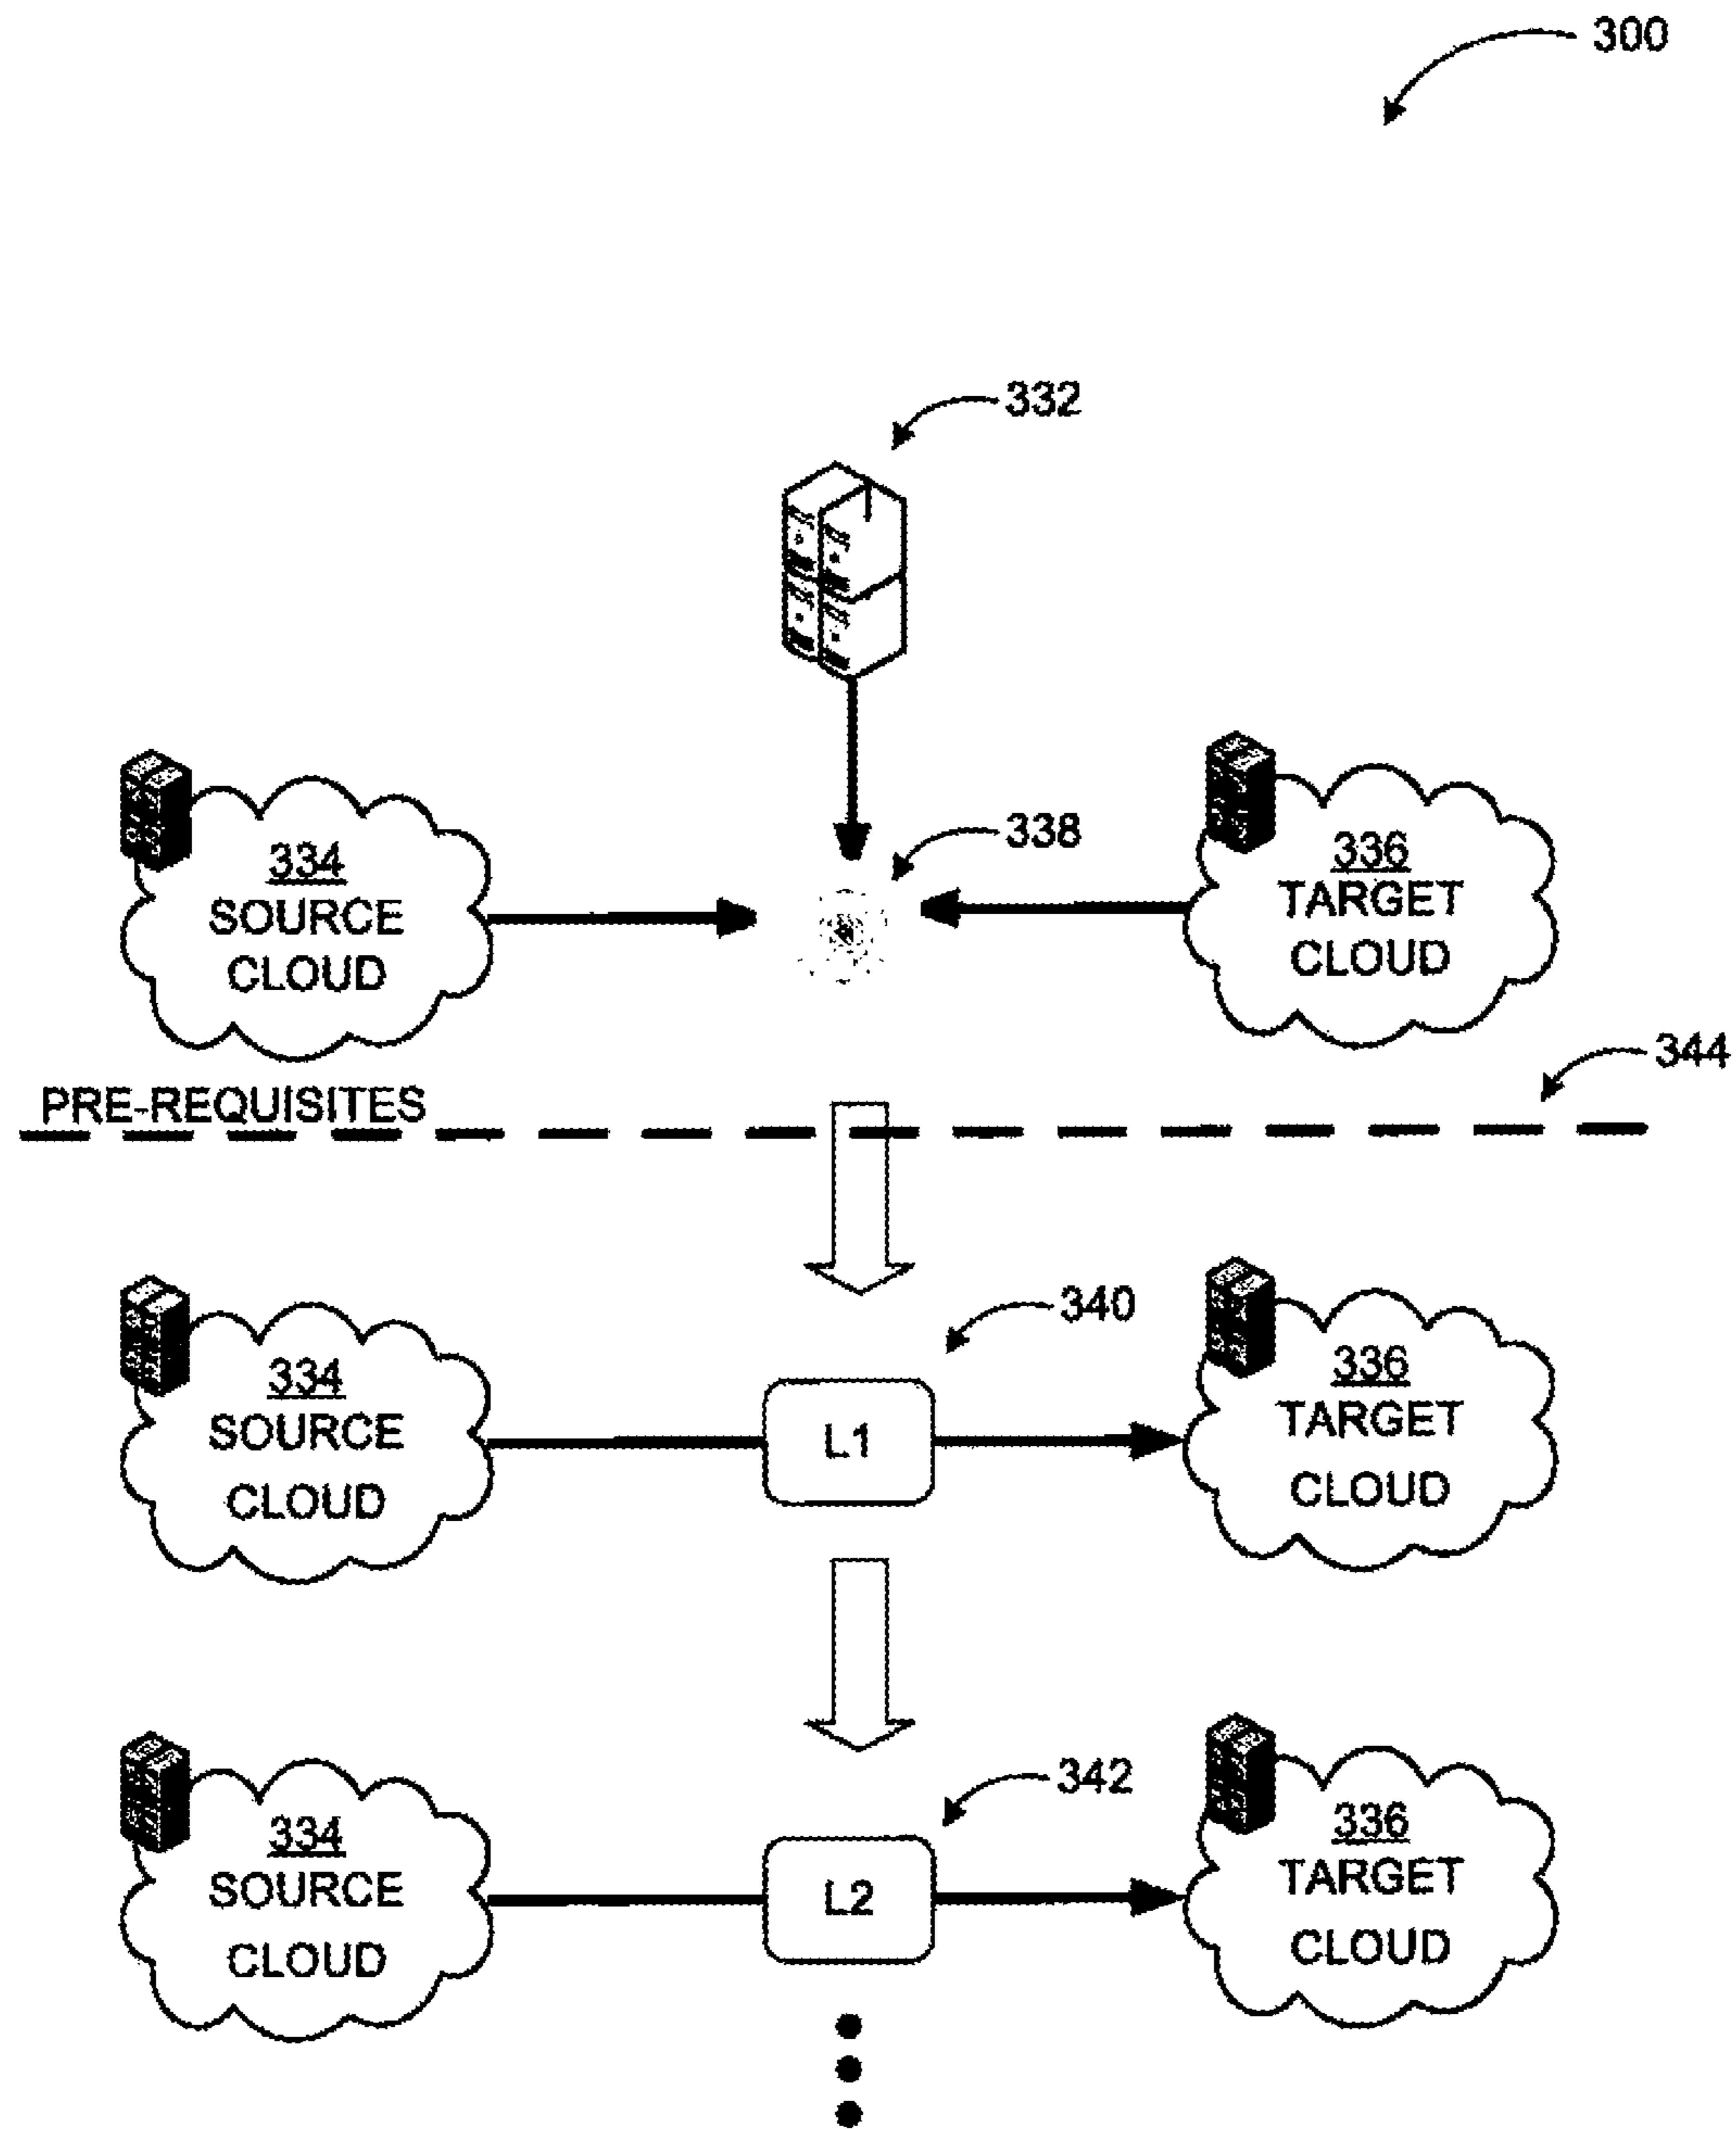 300
332
338
334
SOURCE
CLOUD
336
TARGET
CLOUD
344
PRE-REQUISITES
340
334
SOURCE
CLOUD
L1
336
TARGET
CLOUD
342
334
SOURCE
CLOUD
L2
336
TARGET
CLOUD